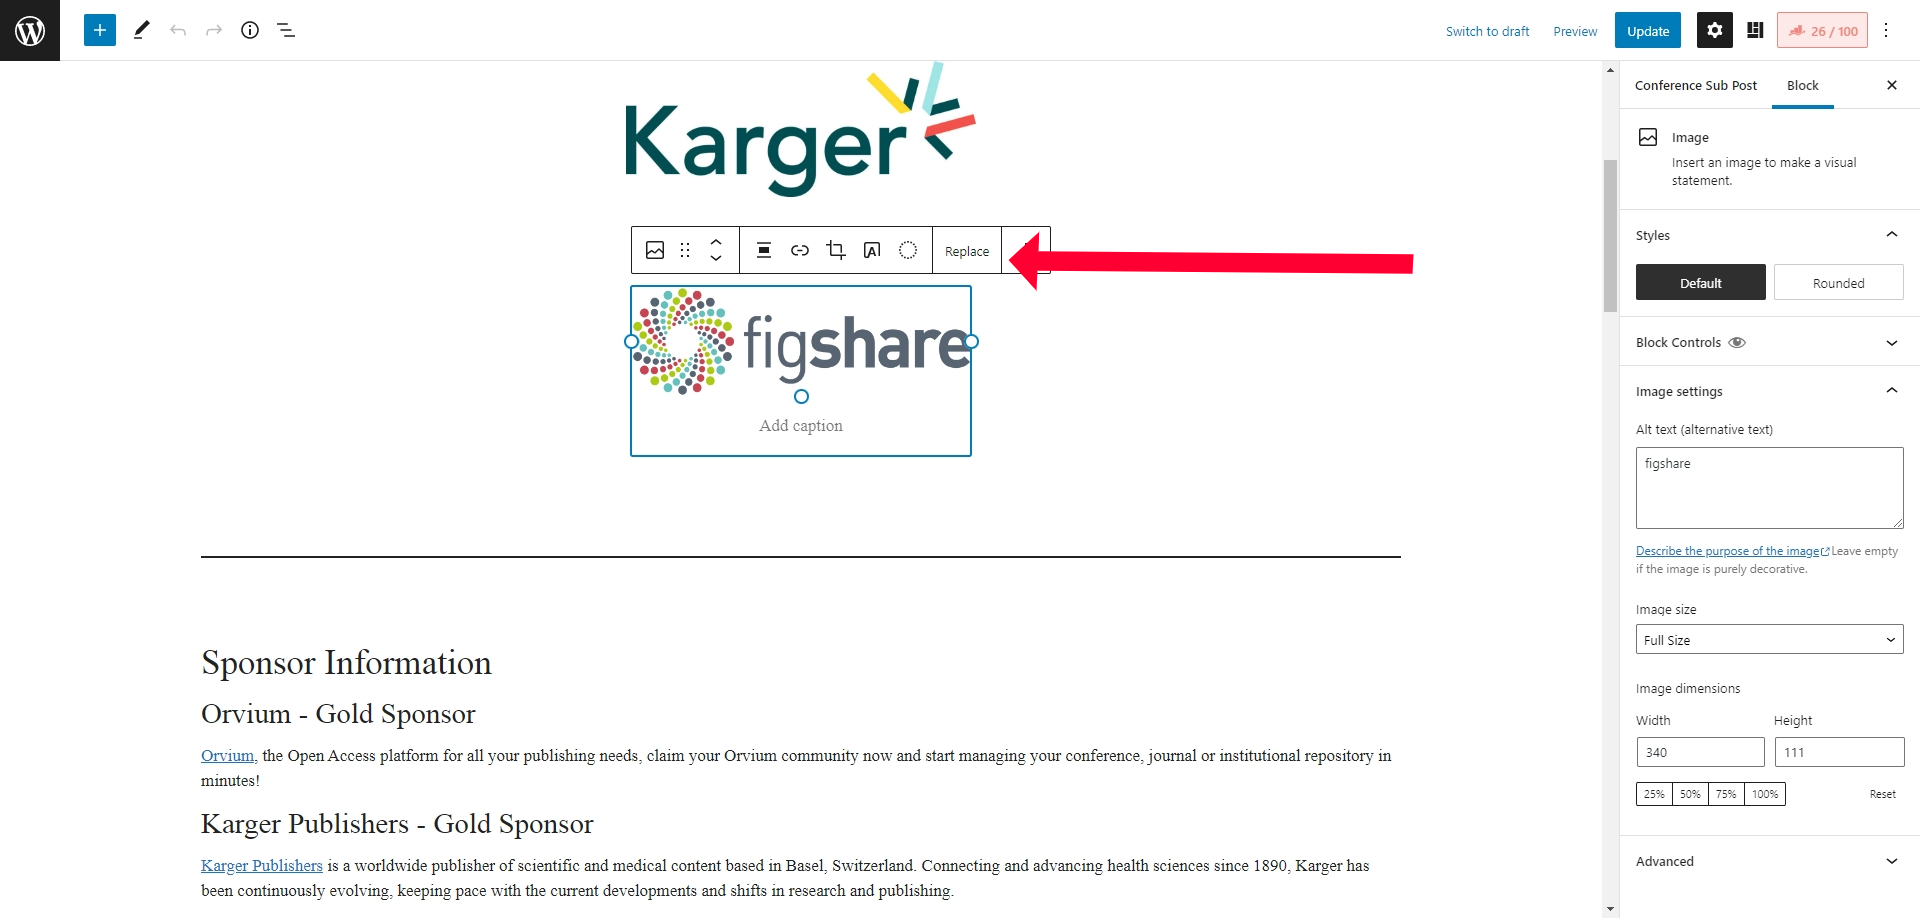 Switch to draft
Preview
Update
26 / 100
Karger
Replace
figshare
Add caption
Sponsor Information
Orvium - Gold Sponsor
Orvium, the Open Access platform for all your publishing needs, claim your Orvium community now and start managing your conference, journal or institutional repository in
minutes!
Karger Publishers - Gold Sponsor
Karger Publishers is a worldwide publisher of scientific and medical content based in Basel, Switzerland. Connecting and advancing health sciences since 1890, Karger has
been continuously evolving, keeping pace with the current developments and shifts in research and publishing.
Conference Sub Post
Block
Image
Insert an image to make a visual
statement.
Styles
Default
Rounded
Block Controls
Image settings
Alt text (alternative text)
figshare
Describe the purpose of the image Leave empty
if the image is purely decorative.
Image size
Full Size
Image dimensions
Width
Height
340
111
25%
50%
75%
100%
Reset
Advanced